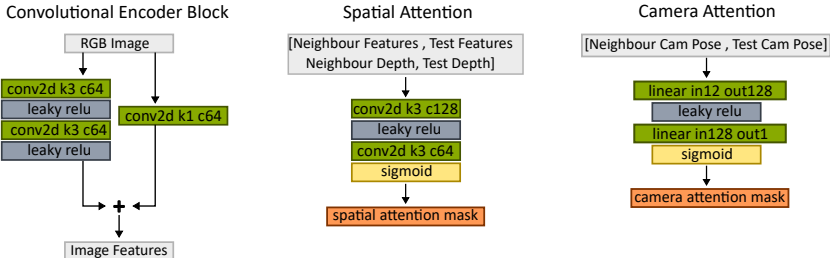 Convolutional Encoder Block
RGB Image
conv2d k3 c64
leaky relu
conv2d k3 c64
leaky relu
conv2d k1 c64
+
Image Features
Spatial Attention
[Neighbour Features , Test Features
Neighbour Depth, Test Depth]
conv2d k3 c128
leaky relu
conv2d k3 c64
sigmoid
spatial attention mask
Camera Attention
[Neighbour Cam Pose , Test Cam Pose]
linear in12 out128
leaky relu
linear in128 out1
sigmoid
camera attention mask